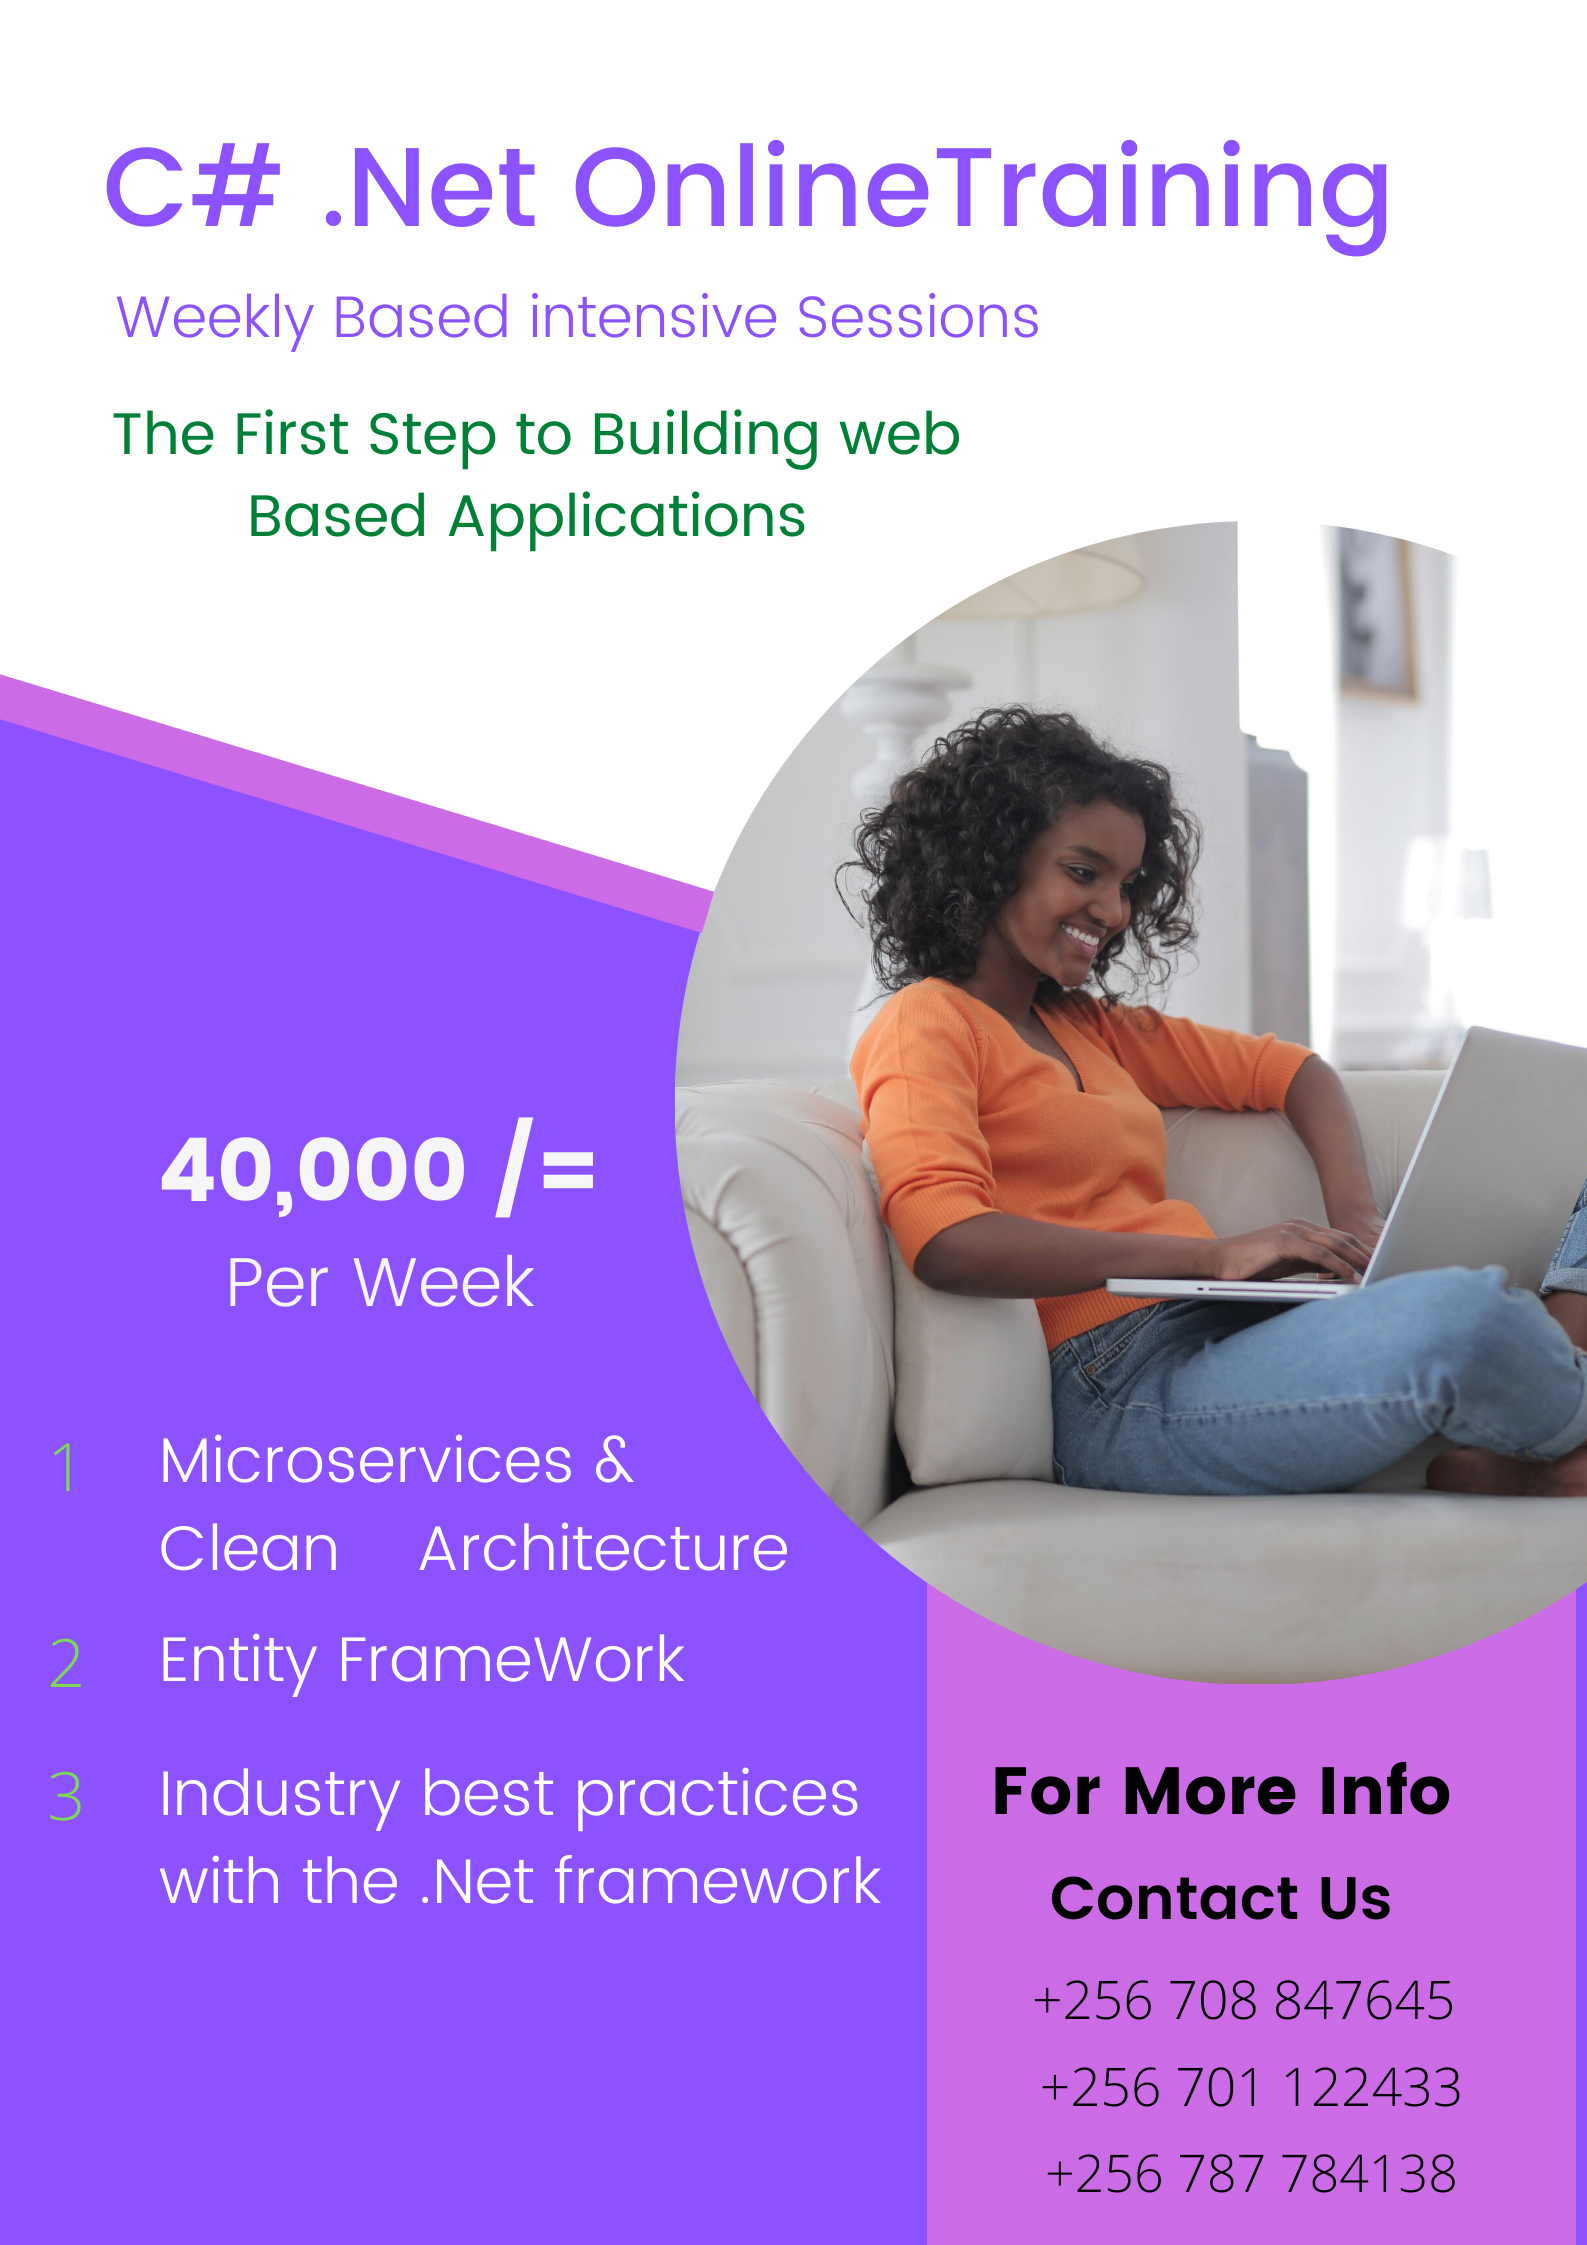 C# .Net OnlineTraining
Weekly Based intensive Sessions
The First Step to Building web
Based Applications
40,000 /=
Per Week
1 Microservices &
Clean Architecture
2 Entity FrameWork
3 Industry best practices
with the .Net framework
For More Info
Contact Us
+256 708 847645
+256 701 122433
+256 787 784138